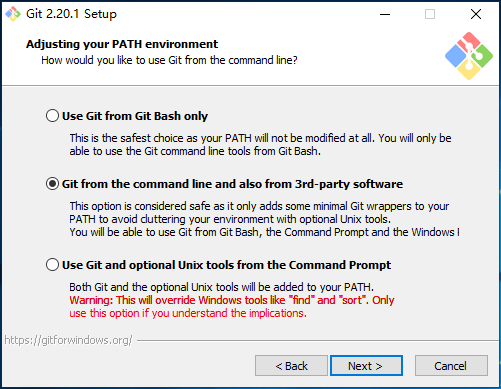 Git 2.20.1 Setup
Adjusting your PATH environment
How would you like to use Git from the command line?
Use Git from Git Bash only
This is the safest choice as your PATH will not be modified at all. You will only be
able to use the Git command line tools from Git Bash.
Git from the command line and also from 3rd-party software
This option is considered safe as it only adds some minimal Git wrappers to your
PATH to avoid cluttering your environment with optional Unix tools.
You will be able to use Git from Git Bash, the Command Prompt and the Windows
Use Git and optional Unix tools from the Command Prompt
Both Git and the optional Unix tools will be added to your PATH.
Warning: This will override Windows tools like "find" and "sort". Only
use this option if you understand the implications.
https://gitforwindows.org/
< Back
Next >
Cancel